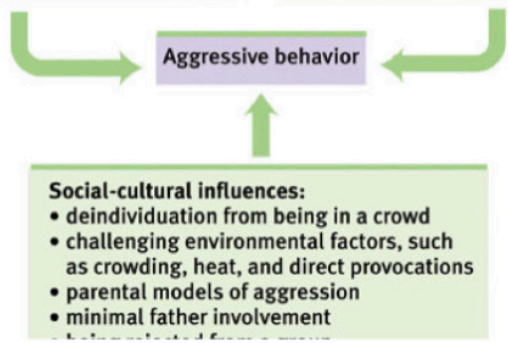 Aggressive behavior
Social-cultural influences:
• deindividuation from being in a crowd
• challenging environmental factors, such
as crowding, heat, and direct provocations
• parental models of aggression
• minimal father involvement